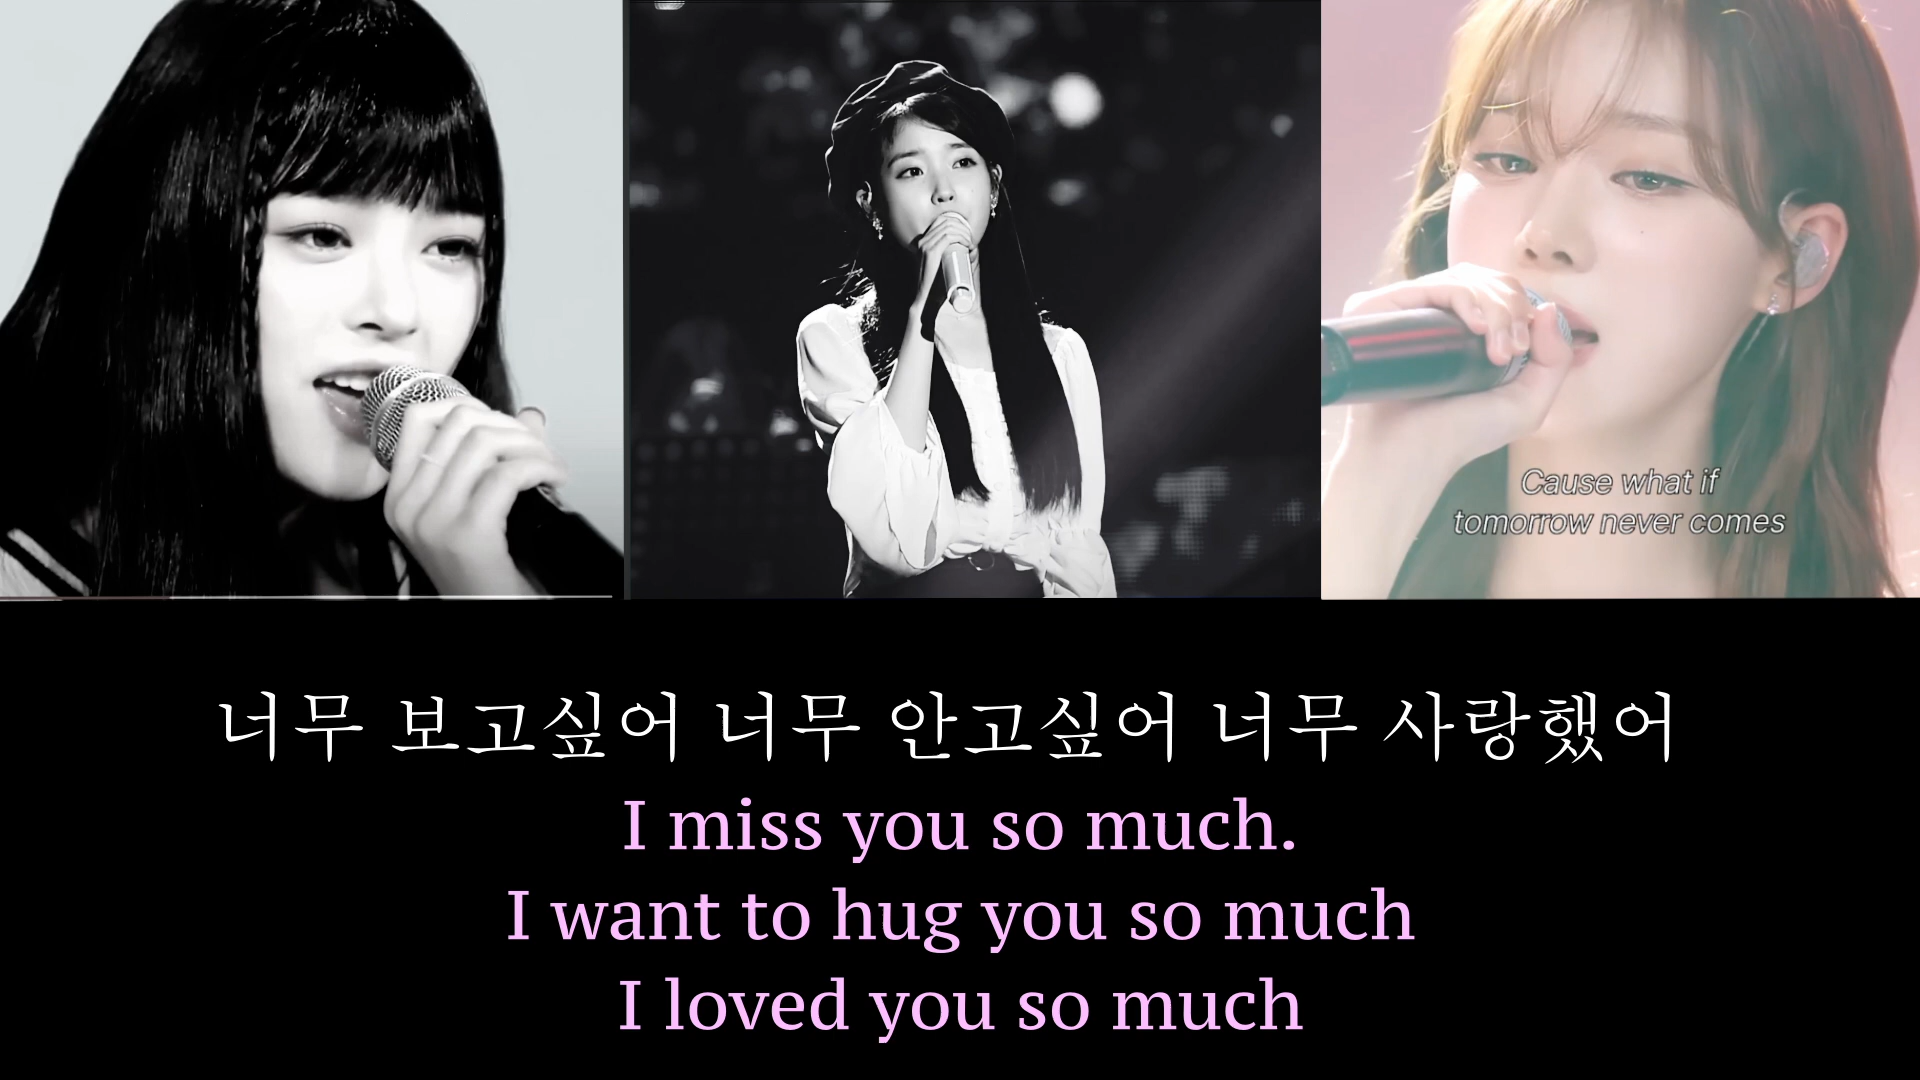 Cause what if
tomorrow never comes
너무 보고싶어 너무 안고싶어 너무 사랑했어
I miss you so much.
I want to hug you so much
I loved you so much